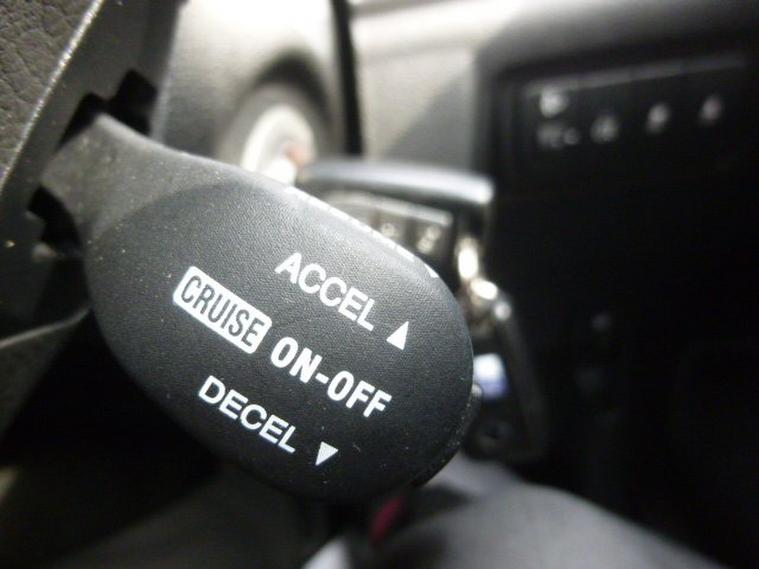 ACCEL ▲
CRUISE ON-OFF
DECEL ▼